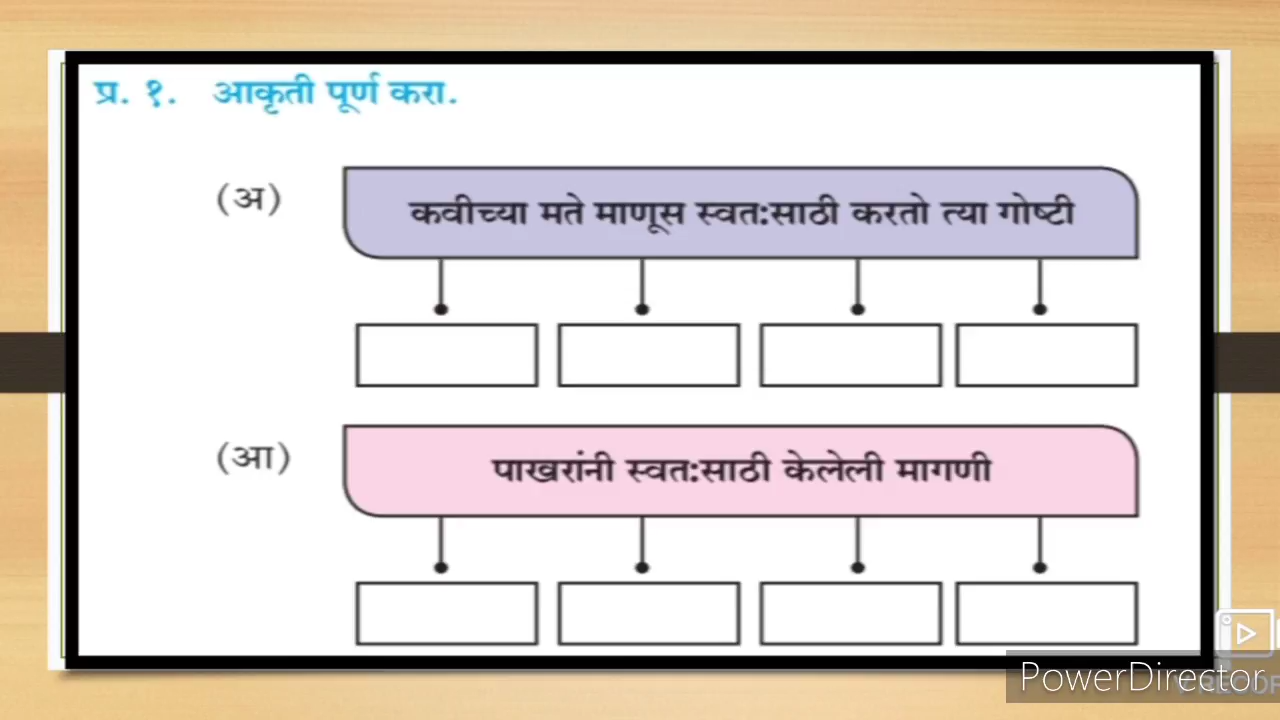 प्र. १. आकृती पूर्ण करा.
(अ) कवीच्या मते माणूस स्वतःसाठी करतो त्या गोष्टी
(आ) पाखरांनी स्वतःसाठी केलेली मागणी
PowerDirector